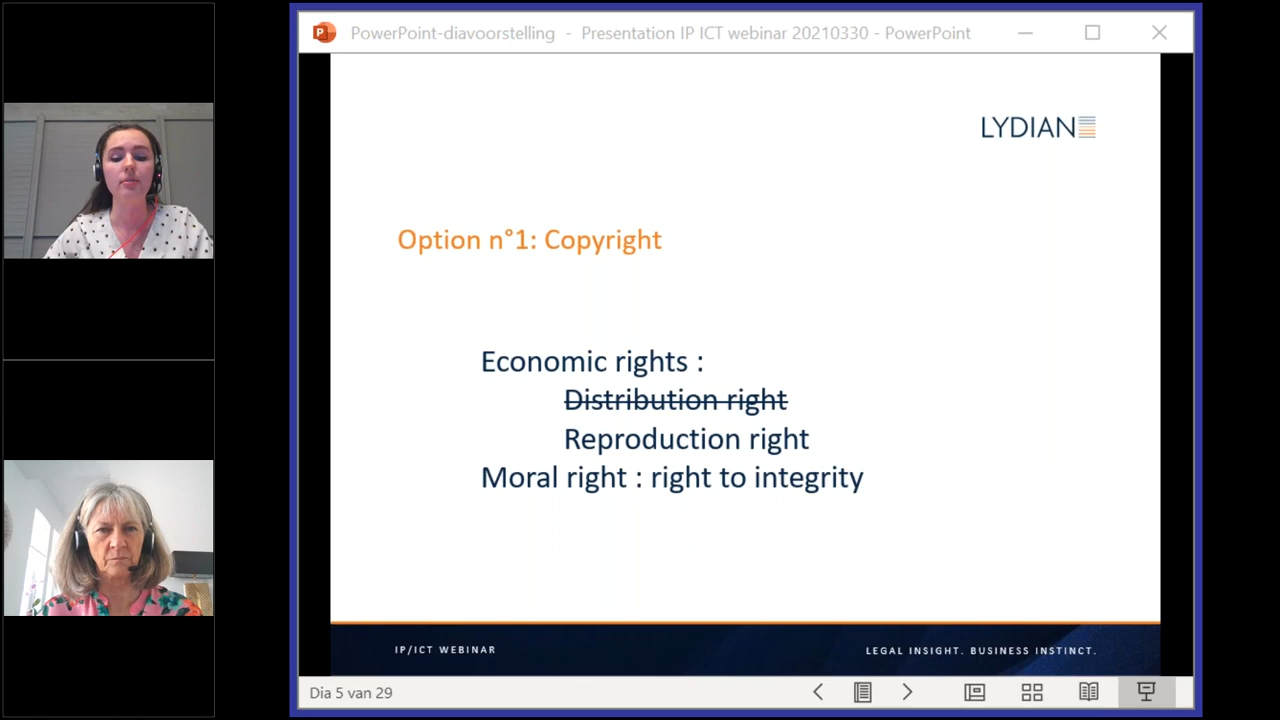 PowerPoint-diavoorstelling - Presentation IP ICT webinar 20210330 - PowerPoint
LYDIAN
Option n°1: Copyright
Economic rights :
Distribution right
Reproduction right
Moral right : right to integrity
IP/ICT WEBINAR
LEGAL INSIGHT. BUSINESS INSTINCT.
Dia 5 van 29